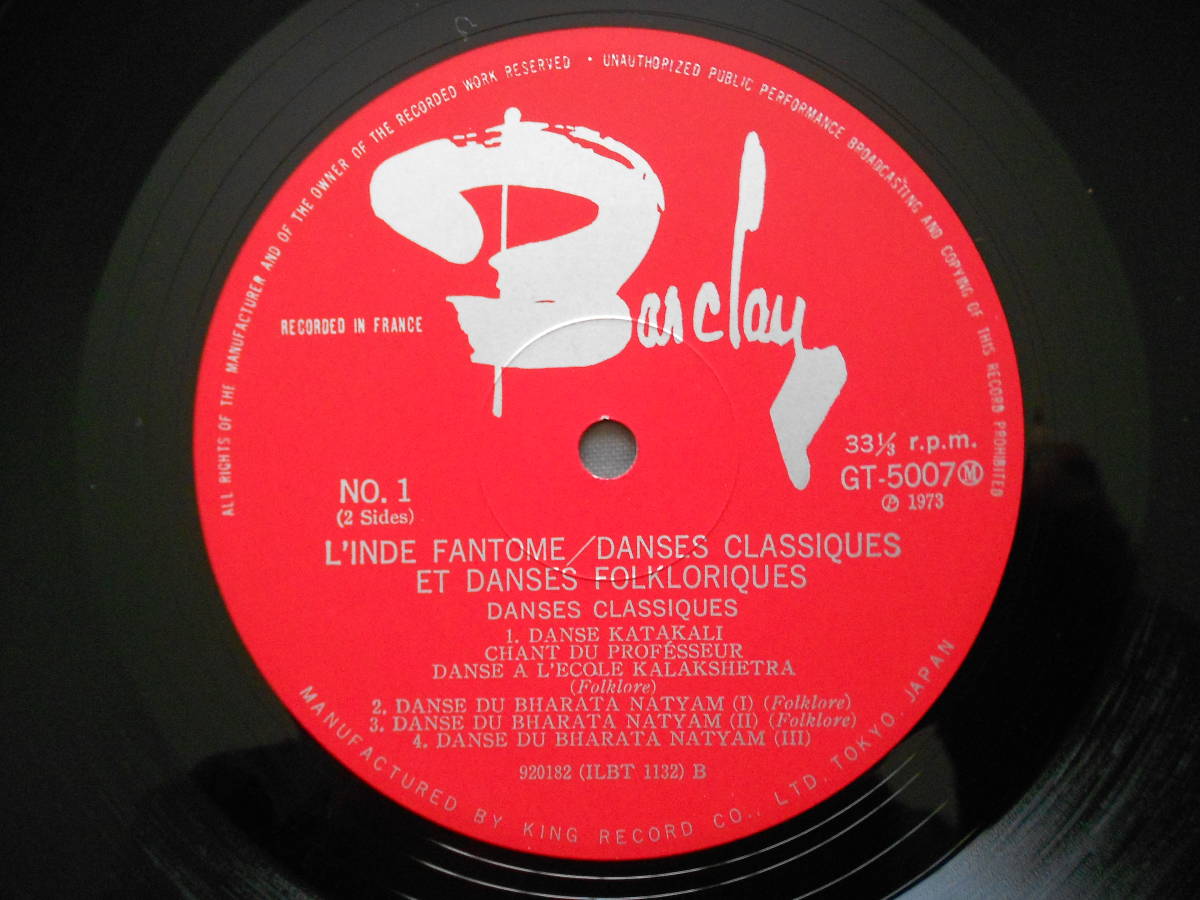 ALL RIGHTS OF THE MANUFACTURER AND OF THE OWNER OF THE RECORDED WORK RESERVED • UNAUTHORIZED PUBLIC PERFORMANCE BROADCASTING AND COPYING OF THIS RECORD PROHIBITED
Barclay
RECORDED IN FRANCE
33⅓ r.p.m.
GT-5007Ⓜ
Ⓟ 1973
NO. 1
(2 Sides)
L'INDE FANTOME/DANSES CLASSIQUES
ET DANSES FOLKLORIQUES
DANSES CLASSIQUES
1. DANSE KATAKALI
CHANT DU PROFÉSSEUR
DANSE A L'ECOLE KALAKSHETRA
(Folklore)
2. DANSE DU BHARATA NATYAM (I) (Folklore)
3. DANSE DU BHARATA NATYAM (II) (Folklore)
4. DANSE DU BHARATA NATYAM (III)
920182 (ILBT 1132) B
MANUFACTURED BY KING RECORD CO., LTD. TOKYO. JAPAN